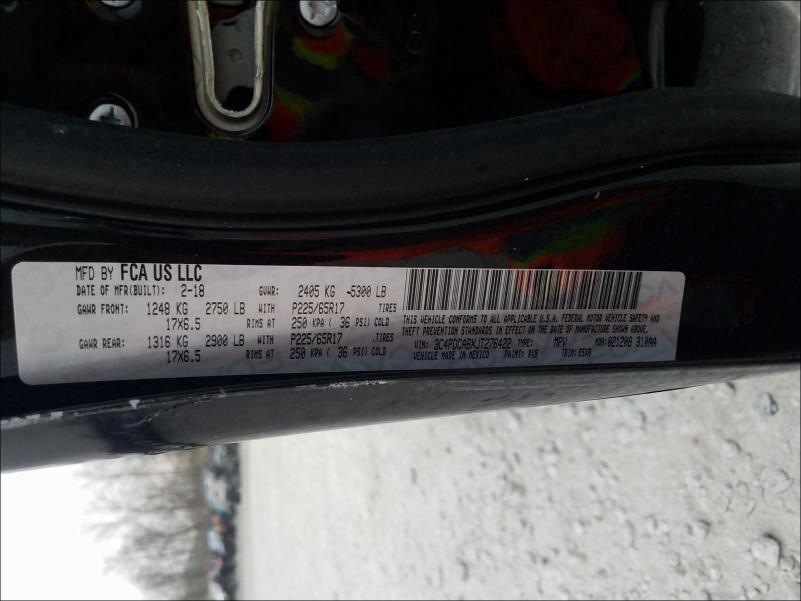 MFD BY FCA US LLC
DATE OF MFR(BUILT): 2-18 GVWR: 2405 KG -5300 LB
GAWR FRONT: 1248 KG 2750 LB WITH P225/65R17 TIRES
17X6.5 RIMS AT 250 KPA ( 36 PSI) COLD
GAWR REAR: 1316 KG 2900 LB WITH P225/65R17 .TIRES
17X6.5 RIMS AT 250 KPA ( 36 PSI) COLD
THIS VEHICLE CONFORMS TO ALL APPLICABLE U.S.A. FEDERAL MOTOR VEHICLE SAFETY AND
THEFT PREVENTION STANDARDS IN EFFECT ON THE DATE OF MANUFACTURE SHOWN ABOVE.
VIN: 3C4PDCABXJT276422 TYPE: MPV MDH: 021208 310AA
VEHICLE MADE IN MEXICO PAINT: PX8 TRIM: E5X9